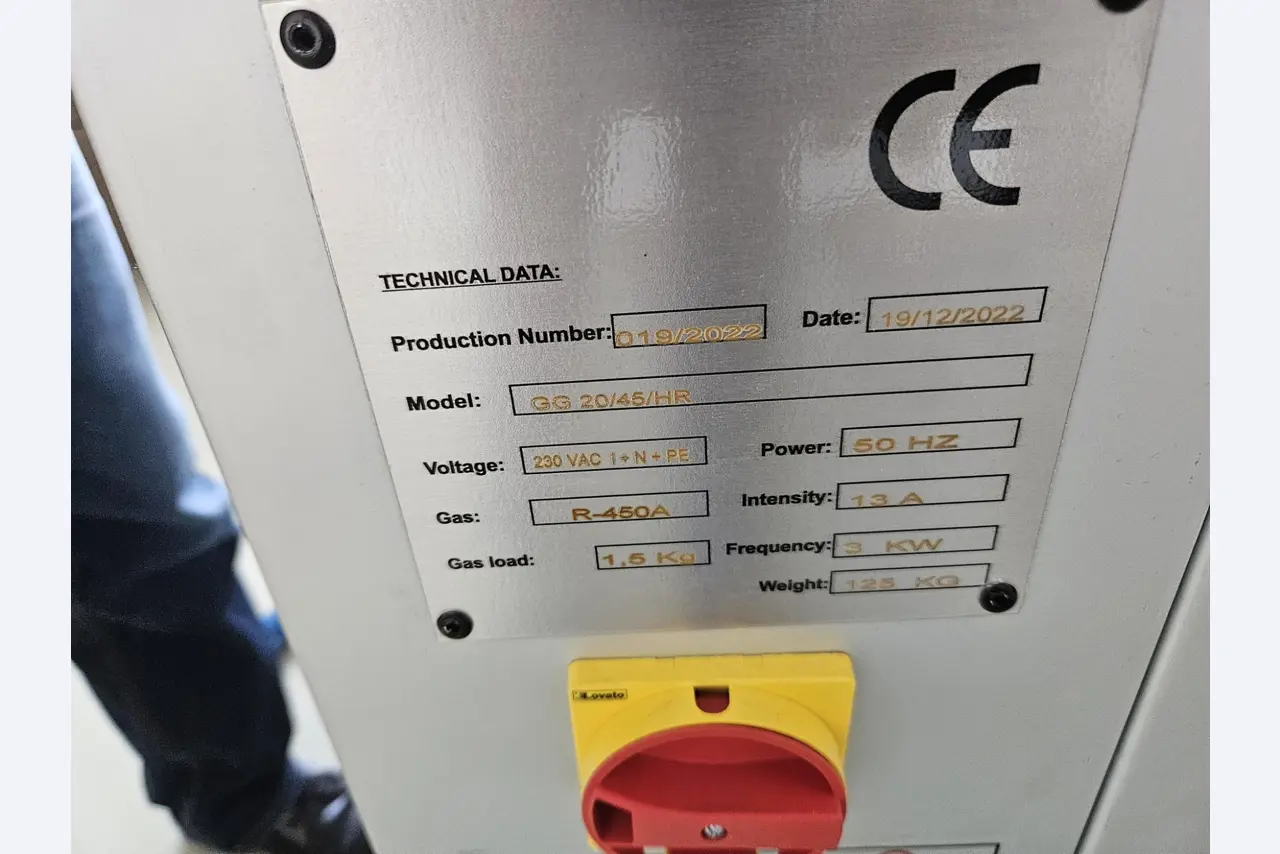 CE
TECHNICAL DATA:
Production Number: 019/2022 Date: 19/12/2022
Model: GG 20/45/HR
Voltage: 230 VAC 1+ N + PE Power: 50 HZ
Gas: R-450A Intensity: 13 A
Gas load: 1,5 Kg Frequency: 3 KW
Weight: 125 KG
Lovato